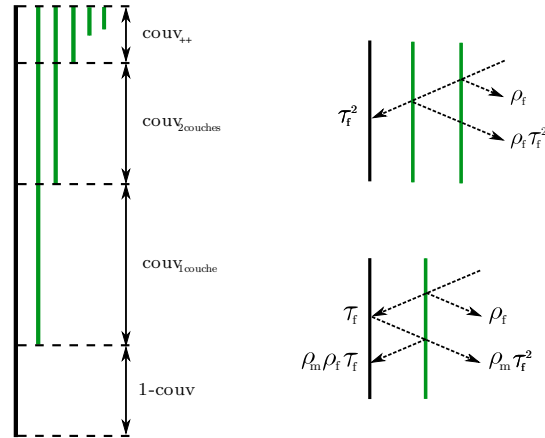 couv++
couv2couches
couv1couche
1-couv
ρf
τf²
ρfτf²
τf
ρf
ρmρfτf
ρmτf²